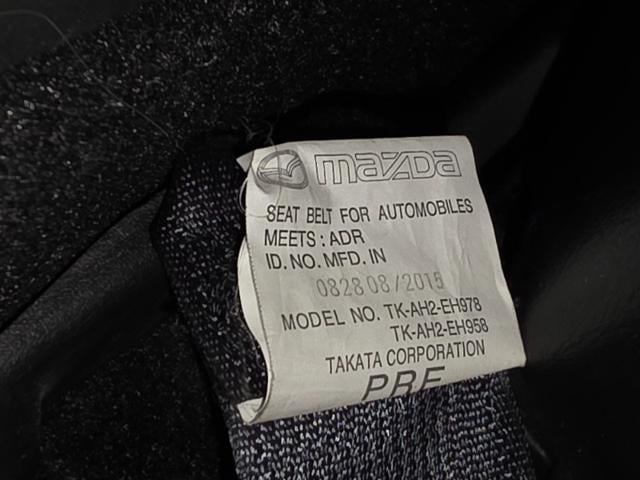 mazda
SEAT BELT FOR AUTOMOBILES
MEETS : ADR
ID. NO. MFD. IN
0828 08/2015
MODEL NO. TK-AH2-EH978
TK-AH2-EH958
TAKATA CORPORATION
PRE